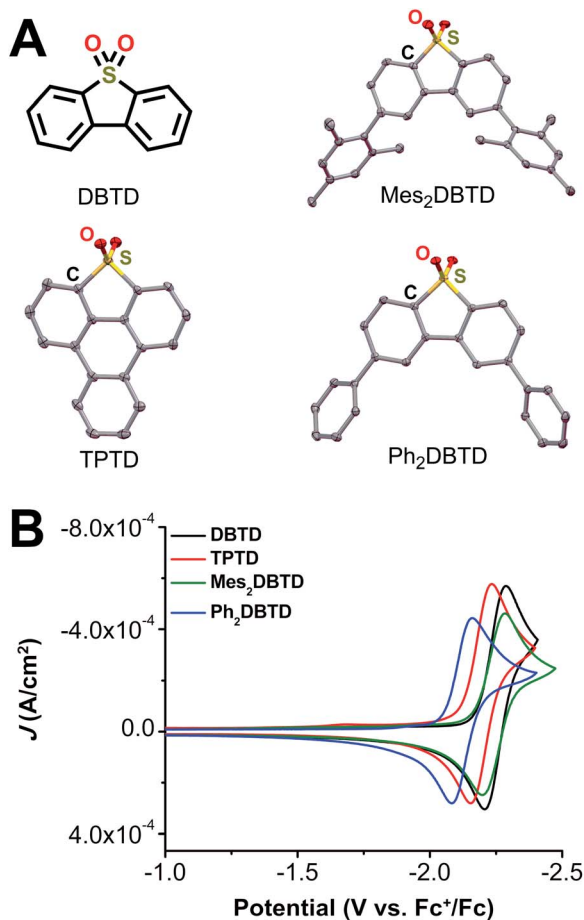 A
O O
S
DBTD
O
S
C
Mes₂DBTD
O
S
C
TPTD
O
S
C
Ph₂DBTD
B
DBTD
TPTD
Mes₂DBTD
Ph₂DBTD
-8.0x10⁻⁴
-4.0x10⁻⁴
0.0
4.0x10⁻⁴
J (A/cm²)
-1.0 -1.5 -2.0 -2.5
Potential (V vs. Fc⁺/Fc)